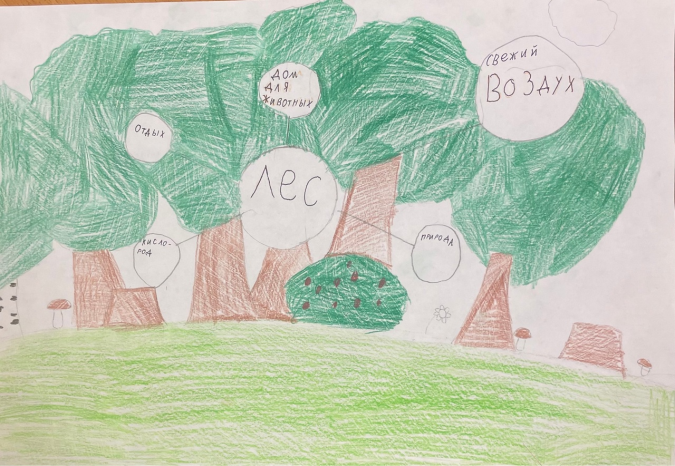 свежий
ВОЗДУХ
ДОМ
ДЛЯ
ЖИВОТНЫХ
ОТДЫХ
ЛЕС
КИСЛО-
РОД
ПРИРОДА